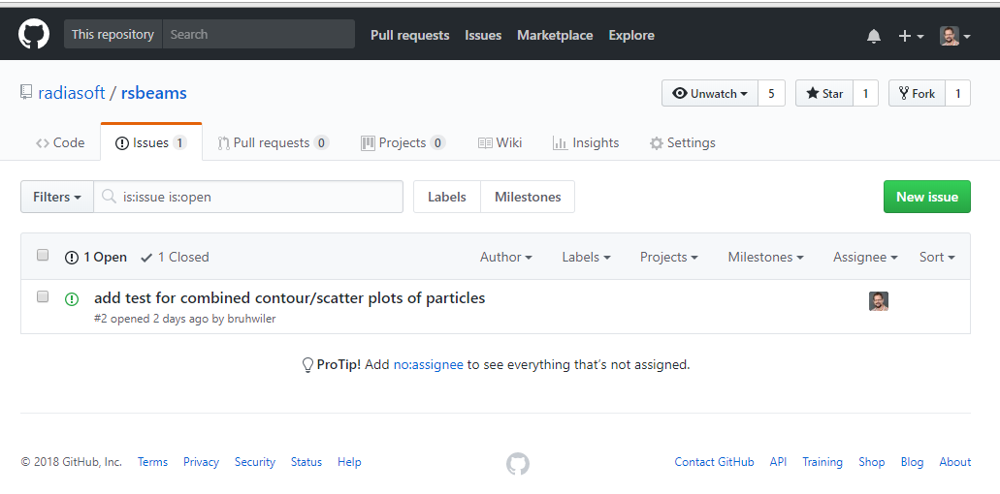 This repository Search Pull requests Issues Marketplace Explore
radiasoft / rsbeams Unwatch 5 Star 1 Fork 1
Code Issues 1 Pull requests 0 Projects 0 Wiki Insights Settings
Filters is:issue is:open Labels Milestones New issue
1 Open 1 Closed Author Labels Projects Milestones Assignee Sort
add test for combined contour/scatter plots of particles
#2 opened 2 days ago by bruhwiler
ProTip! Add no:assignee to see everything that's not assigned.
© 2018 GitHub, Inc. Terms Privacy Security Status Help Contact GitHub API Training Shop Blog About